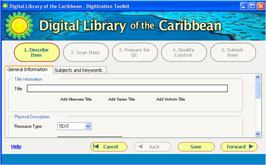 Digital Library of the Caribbean - Digitization Toolkit
Digital Library of the Caribbean
1. Describe Item
2. Scan Item
3. Prepare for QC
4. Quality Control
5. Submit Item
General Information Subjects and Keywords
Title Information
Title:
Add Alternate Title Add Series Title Add Uniform Title
Physical Description
Resource Type: TEXT
Help Cancel Back Save Forward